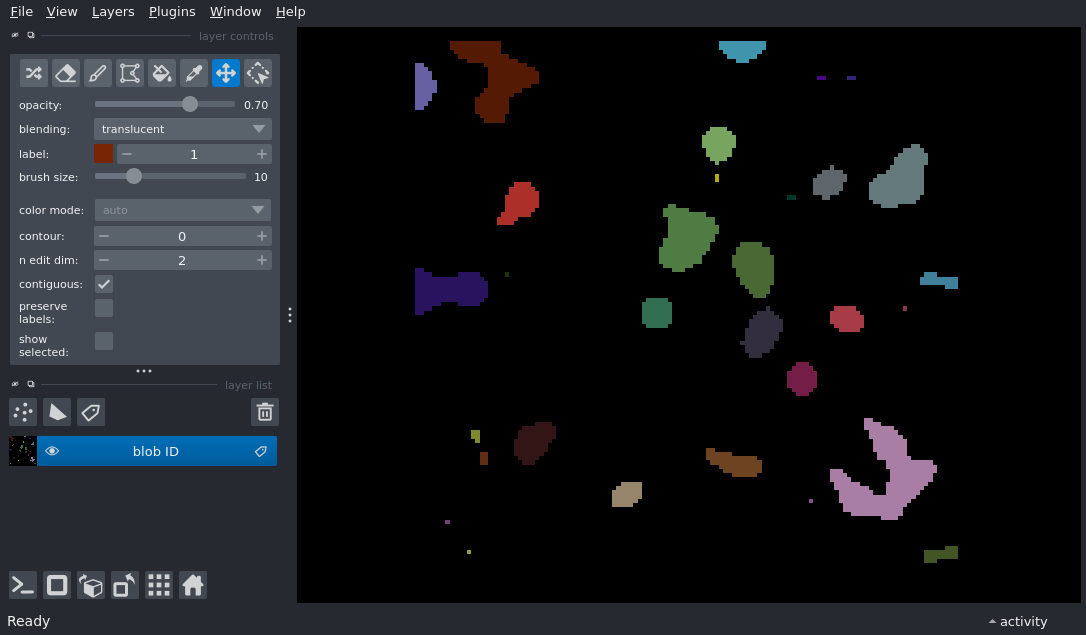 File View Layers Plugins Window Help
layer controls
opacity: 0.70
blending: translucent
label: 1
brush size: 10
color mode: auto
contour: 0
n edit dim: 2
contiguous:
preserve
labels:
show
selected:
layer list
blob ID
Ready
activity